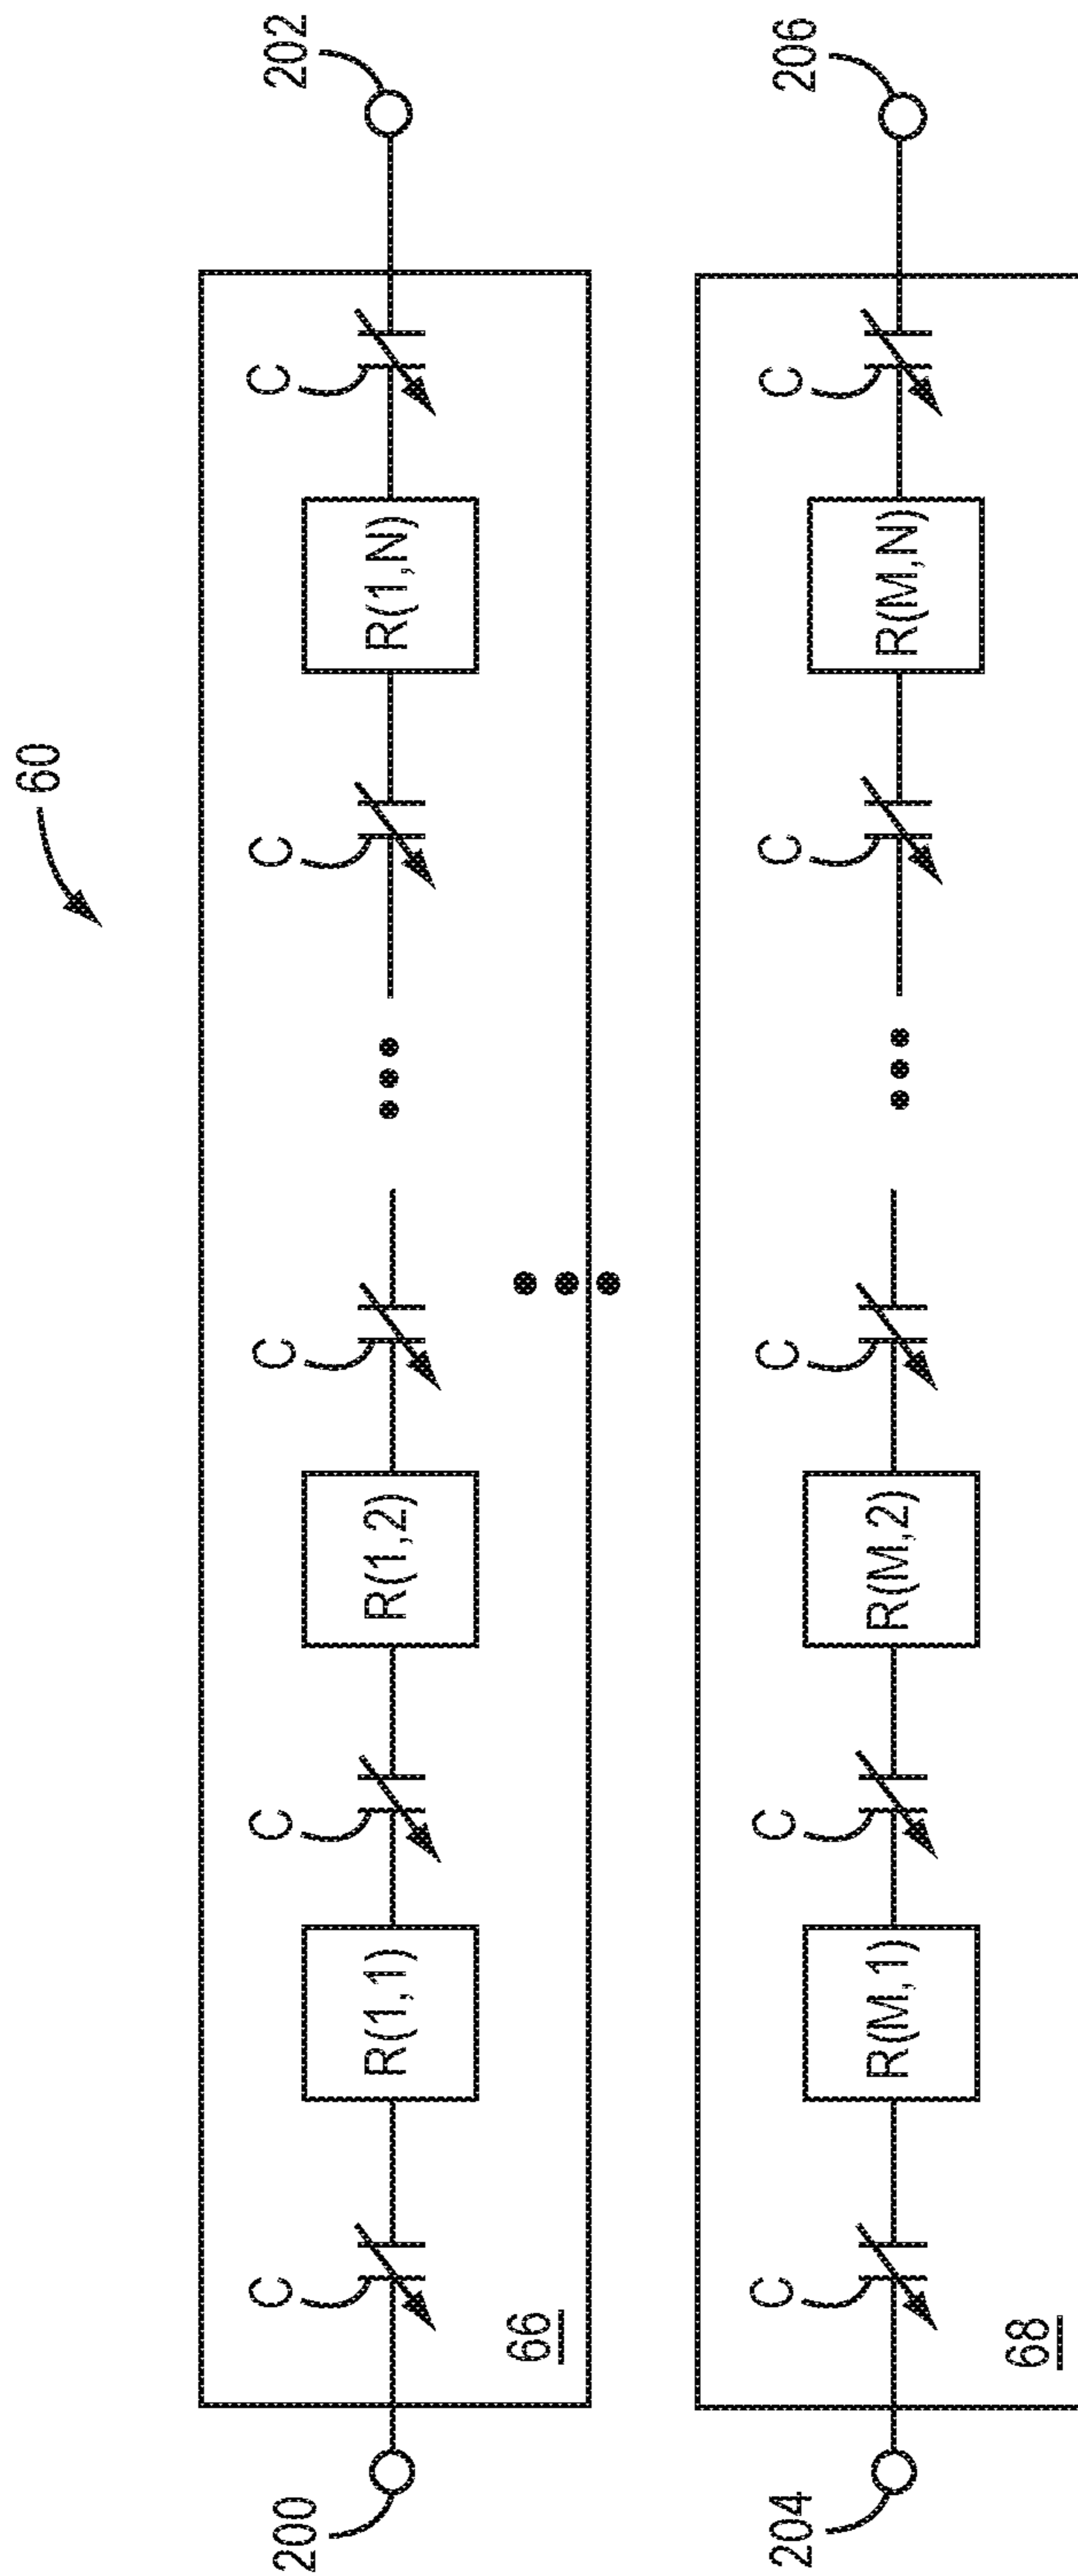 60
200
C
R(1,1)
C
R(1,2)
C
C
R(1,N)
C
202
66
204
C
R(M,1)
C
R(M,2)
C
C
R(M,N)
C
206
68